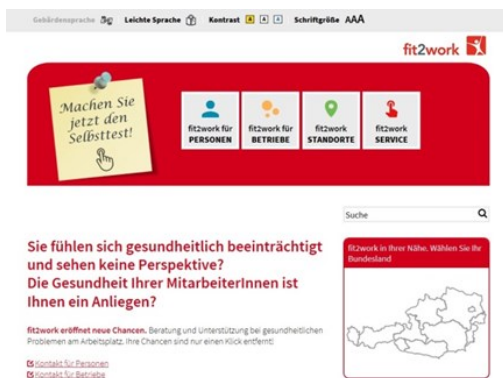 Gebärdensprache
Leichte Sprache
Kontrast A A A
Schriftgröße AAA
fit2work
Machen Sie
jetzt den
Selbsttest!
fit2work für
PERSONEN
fit2work für
BETRIEBE
fit2work
STANDORTE
fit2work
SERVICE
Suche
Sie fühlen sich gesundheitlich beeinträchtigt
und sehen keine Perspektive?
Die Gesundheit Ihrer MitarbeiterInnen ist
Ihnen ein Anliegen?
fit2work in Ihrer Nähe. Wählen Sie Ihr
Bundesland
fit2work eröffnet neue Chancen. Beratung und Unterstützung bei gesundheitlichen
Problemen am Arbeitsplatz. Ihre Chancen sind nur einen Klick entfernt!
Kontakt für Personen
Kontakt für Betriebe